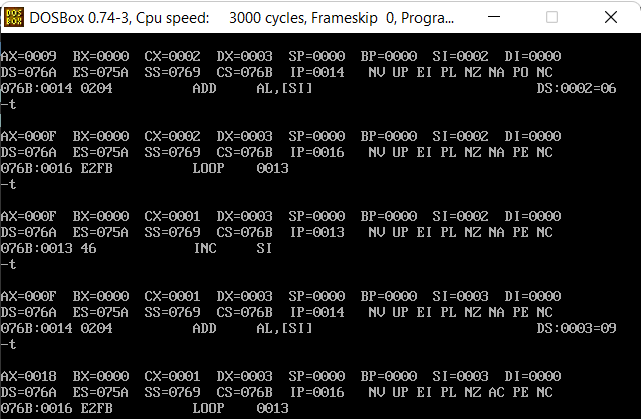 DOSBox 0.74-3, Cpu speed: 3000 cycles, Frameskip 0, Progra...
AX=0009 BX=0000 CX=0002 DX=0003 SP=0000 BP=0000 SI=0002 DI=0000
DS=076A ES=075A SS=0769 CS=076B IP=0014 NV UP EI PL NZ NA PO NC
076B:0014 0204 ADD AL,[SI] DS:0002=06
-t
AX=000F BX=0000 CX=0002 DX=0003 SP=0000 BP=0000 SI=0002 DI=0000
DS=076A ES=075A SS=0769 CS=076B IP=0016 NV UP EI PL NZ NA PE NC
076B:0016 E2FB LOOP 0013
-t
AX=000F BX=0000 CX=0001 DX=0003 SP=0000 BP=0000 SI=0002 DI=0000
DS=076A ES=075A SS=0769 CS=076B IP=0013 NV UP EI PL NZ NA PE NC
076B:0013 46 INC SI
-t
AX=000F BX=0000 CX=0001 DX=0003 SP=0000 BP=0000 SI=0003 DI=0000
DS=076A ES=075A SS=0769 CS=076B IP=0014 NV UP EI PL NZ NA PE NC
076B:0014 0204 ADD AL,[SI] DS:0003=09
-t
AX=0018 BX=0000 CX=0001 DX=0003 SP=0000 BP=0000 SI=0003 DI=0000
DS=076A ES=075A SS=0769 CS=076B IP=0016 NV UP EI PL NZ AC PE NC
076B:0016 E2FB LOOP 0013